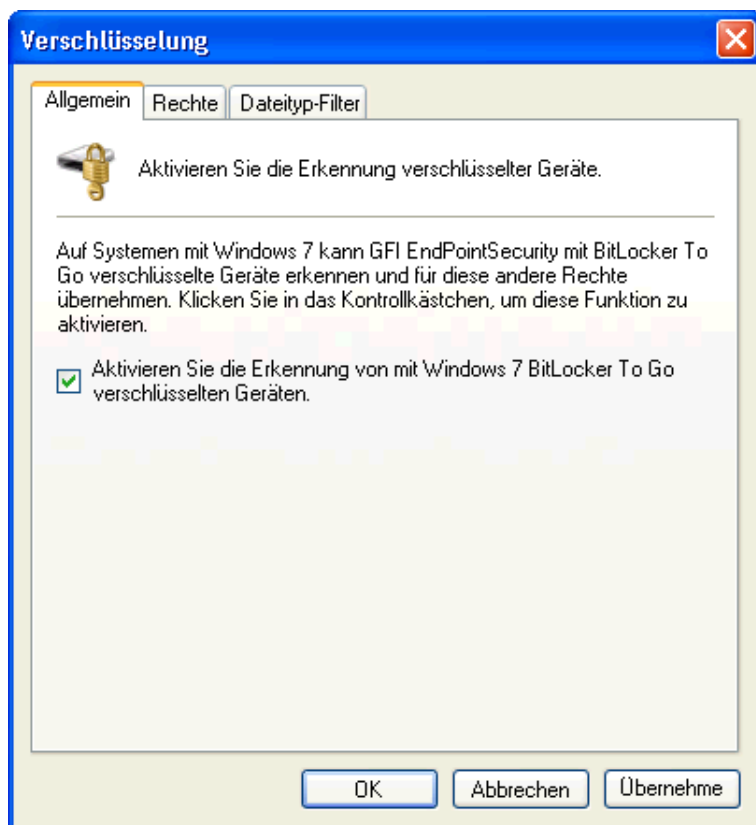 Verschlüsselung
Allgemein Rechte Dateityp-Filter
Aktivieren Sie die Erkennung verschlüsselter Geräte.
Auf Systemen mit Windows 7 kann GFI EndPointSecurity mit BitLocker To
Go verschlüsselte Geräte erkennen und für diese andere Rechte
übernehmen. Klicken Sie in das Kontrollkästchen, um diese Funktion zu
aktivieren.
Aktivieren Sie die Erkennung von mit Windows 7 BitLocker To Go
verschlüsselten Geräten.
OK Abbrechen Übernehme